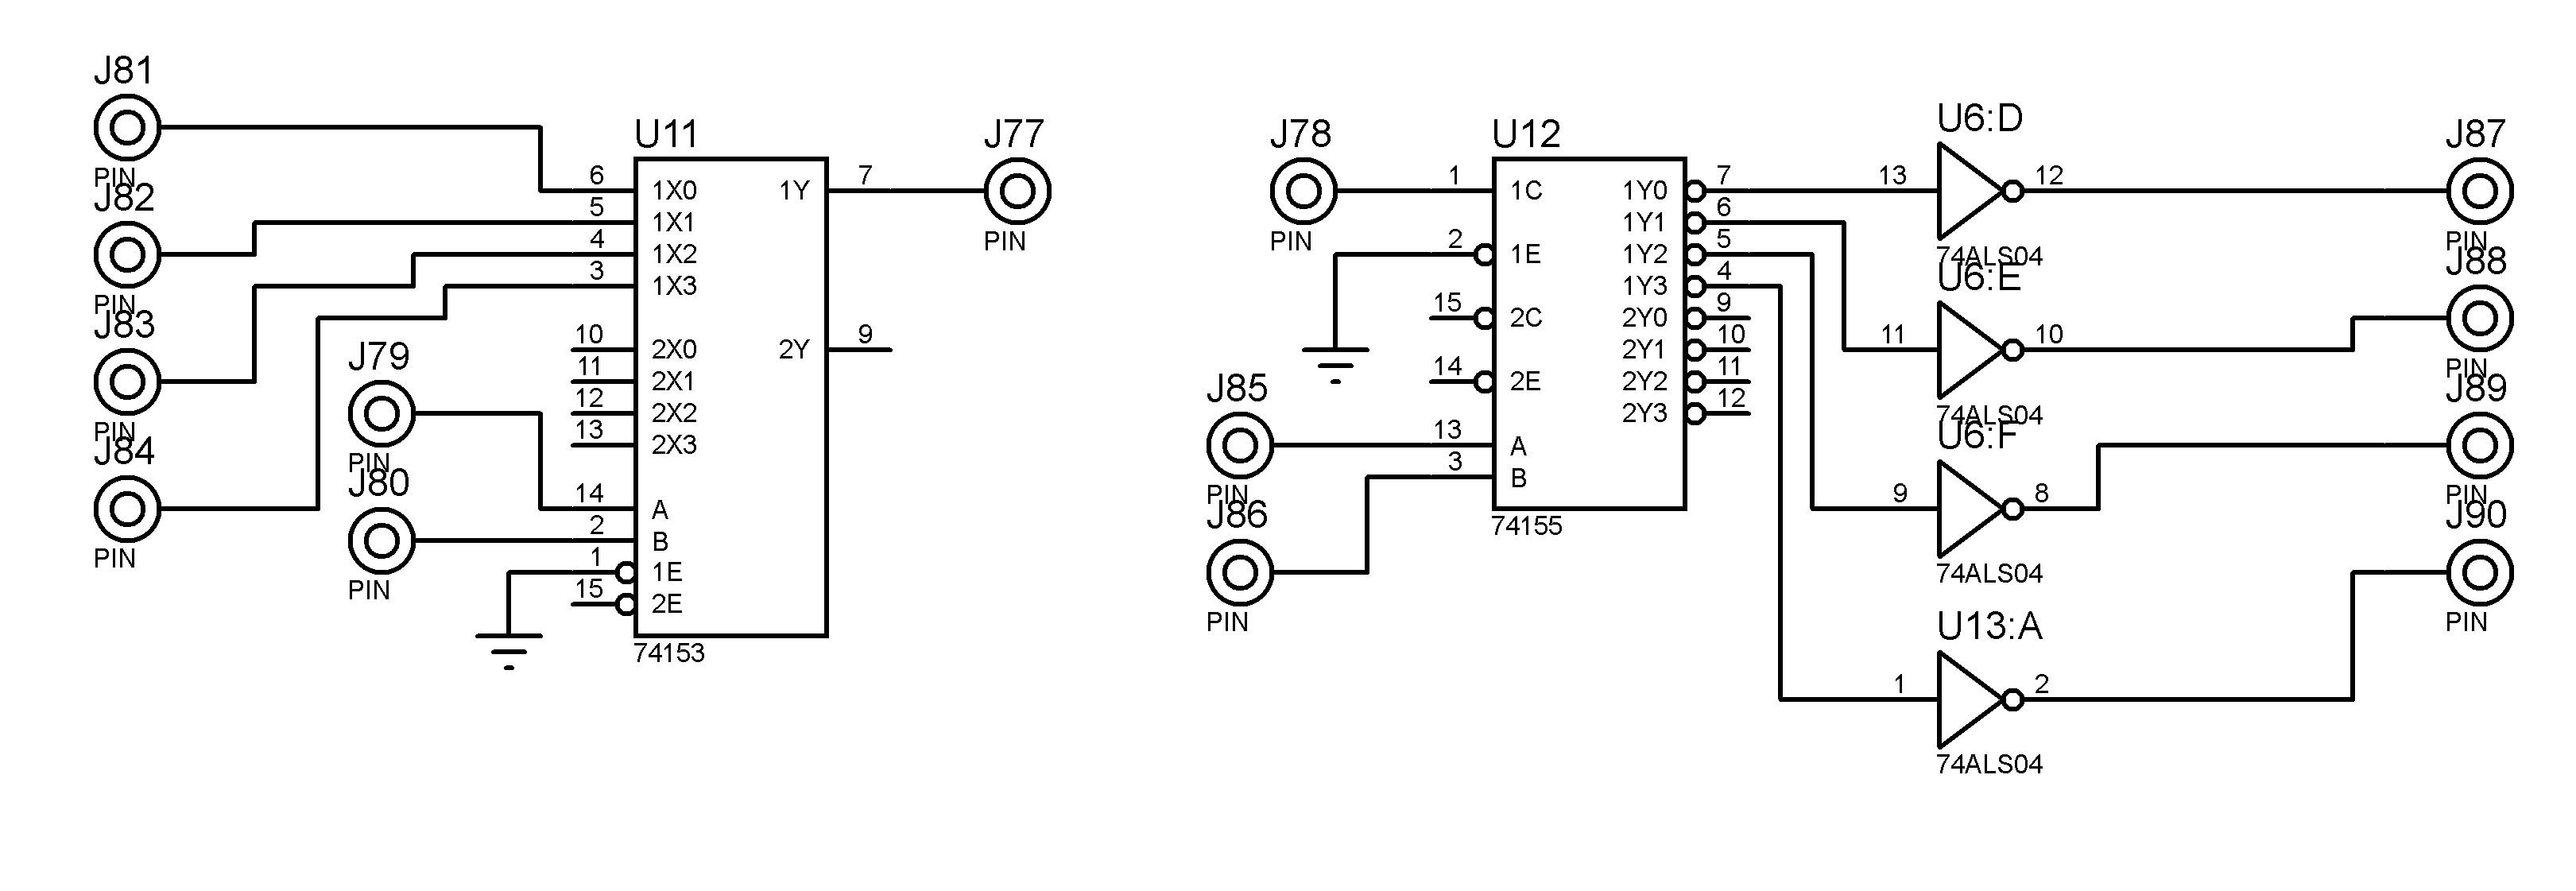 J81
PIN
J82
PIN
J83
PIN
J84
PIN
J79
PIN
J80
PIN
U11
6 1X0 1Y 7
5 1X1
4 1X2
3 1X3
10 2X0 2Y 9
11 2X1
12 2X2
13 2X3
14 A
2 B
1 1E
15 2E
74153
J77
PIN
J78
PIN
J85
PIN
J86
PIN
U12
1 1C 1Y0 7
1Y1 6
2 1E 1Y2 5
1Y3 4
15 2C 2Y0 9
2Y1 10
14 2E 2Y2 11
2Y3 12
13 A
3 B
74155
U6:D
13 12
74ALS04
U6:E
11 10
74ALS04
U6:F
9 8
74ALS04
U13:A
1 2
74ALS04
J87
PIN
J88
PIN
J89
PIN
J90
PIN